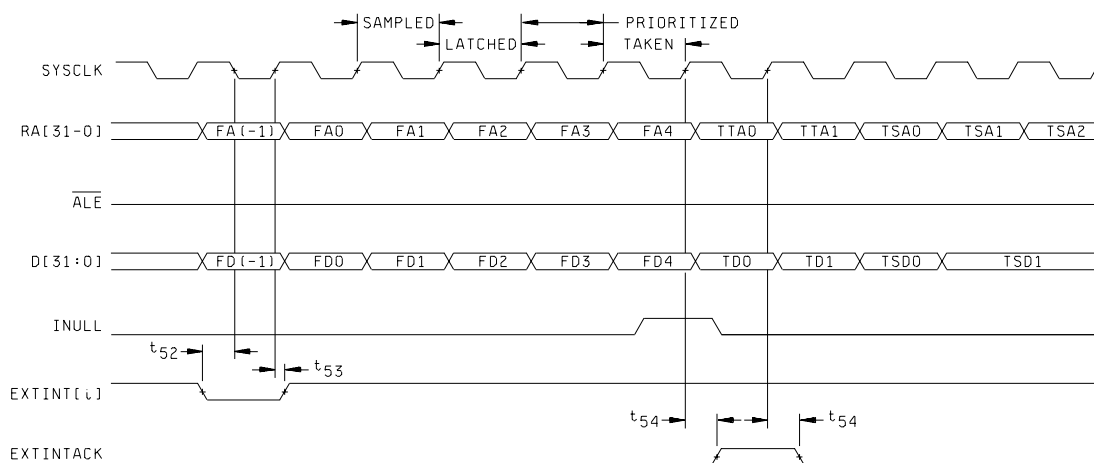 SAMPLED PRIORITIZED
LATCHED TAKEN
SYSCLK
RA[31-0] FA(-1) FA0 FA1 FA2 FA3 FA4 TTA0 TTA1 TSA0 TSA1 TSA2
ALE
D[31:0] FD(-1) FD0 FD1 FD2 FD3 FD4 TD0 TD1 TSD0 TSD1
INULL
t52 t53
EXTINT[i]
t54 t54
EXTINTACK